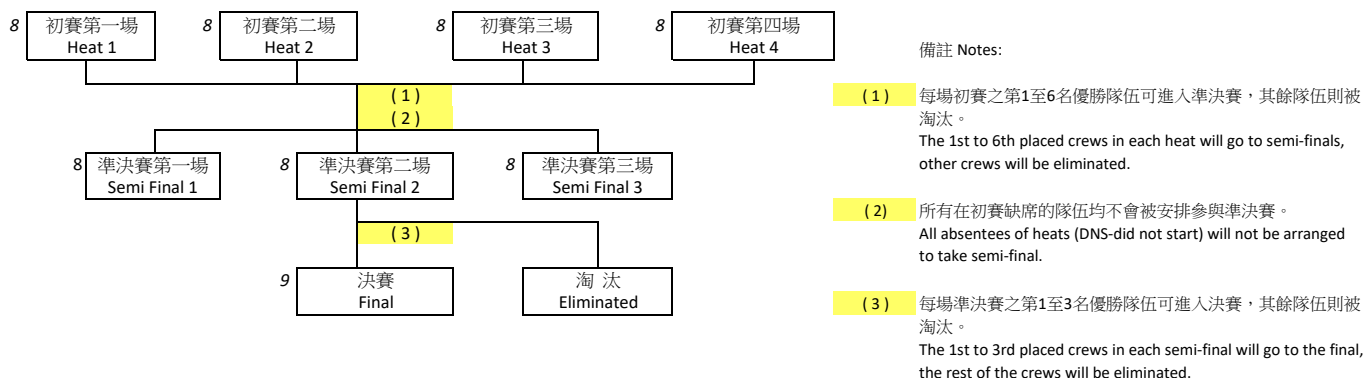 8 初賽第一場 8 初賽第二場 8 初賽第三場 8 初賽第四場
Heat 1 Heat 2 Heat 3 Heat 4
( 1 )
( 2 )
8 準決賽第一場 8 準決賽第二場 8 準決賽第三場
Semi Final 1 Semi Final 2 Semi Final 3
( 3 )
9 決賽 淘 汰
Final Eliminated
備註 Notes:
( 1 ) 每場初賽之第1至6名優勝隊伍可進入準決賽，其餘隊伍則被
淘汰。
The 1st to 6th placed crews in each heat will go to semi-finals,
other crews will be eliminated.
( 2) 所有在初賽缺席的隊伍均不會被安排參與準決賽。
All absentees of heats (DNS-did not start) will not be arranged
to take semi-final.
( 3 ) 每場準決賽之第1至3名優勝隊伍可進入決賽，其餘隊伍則被
淘汰。
The 1st to 3rd placed crews in each semi-final will go to the final,
the rest of the crews will be eliminated.